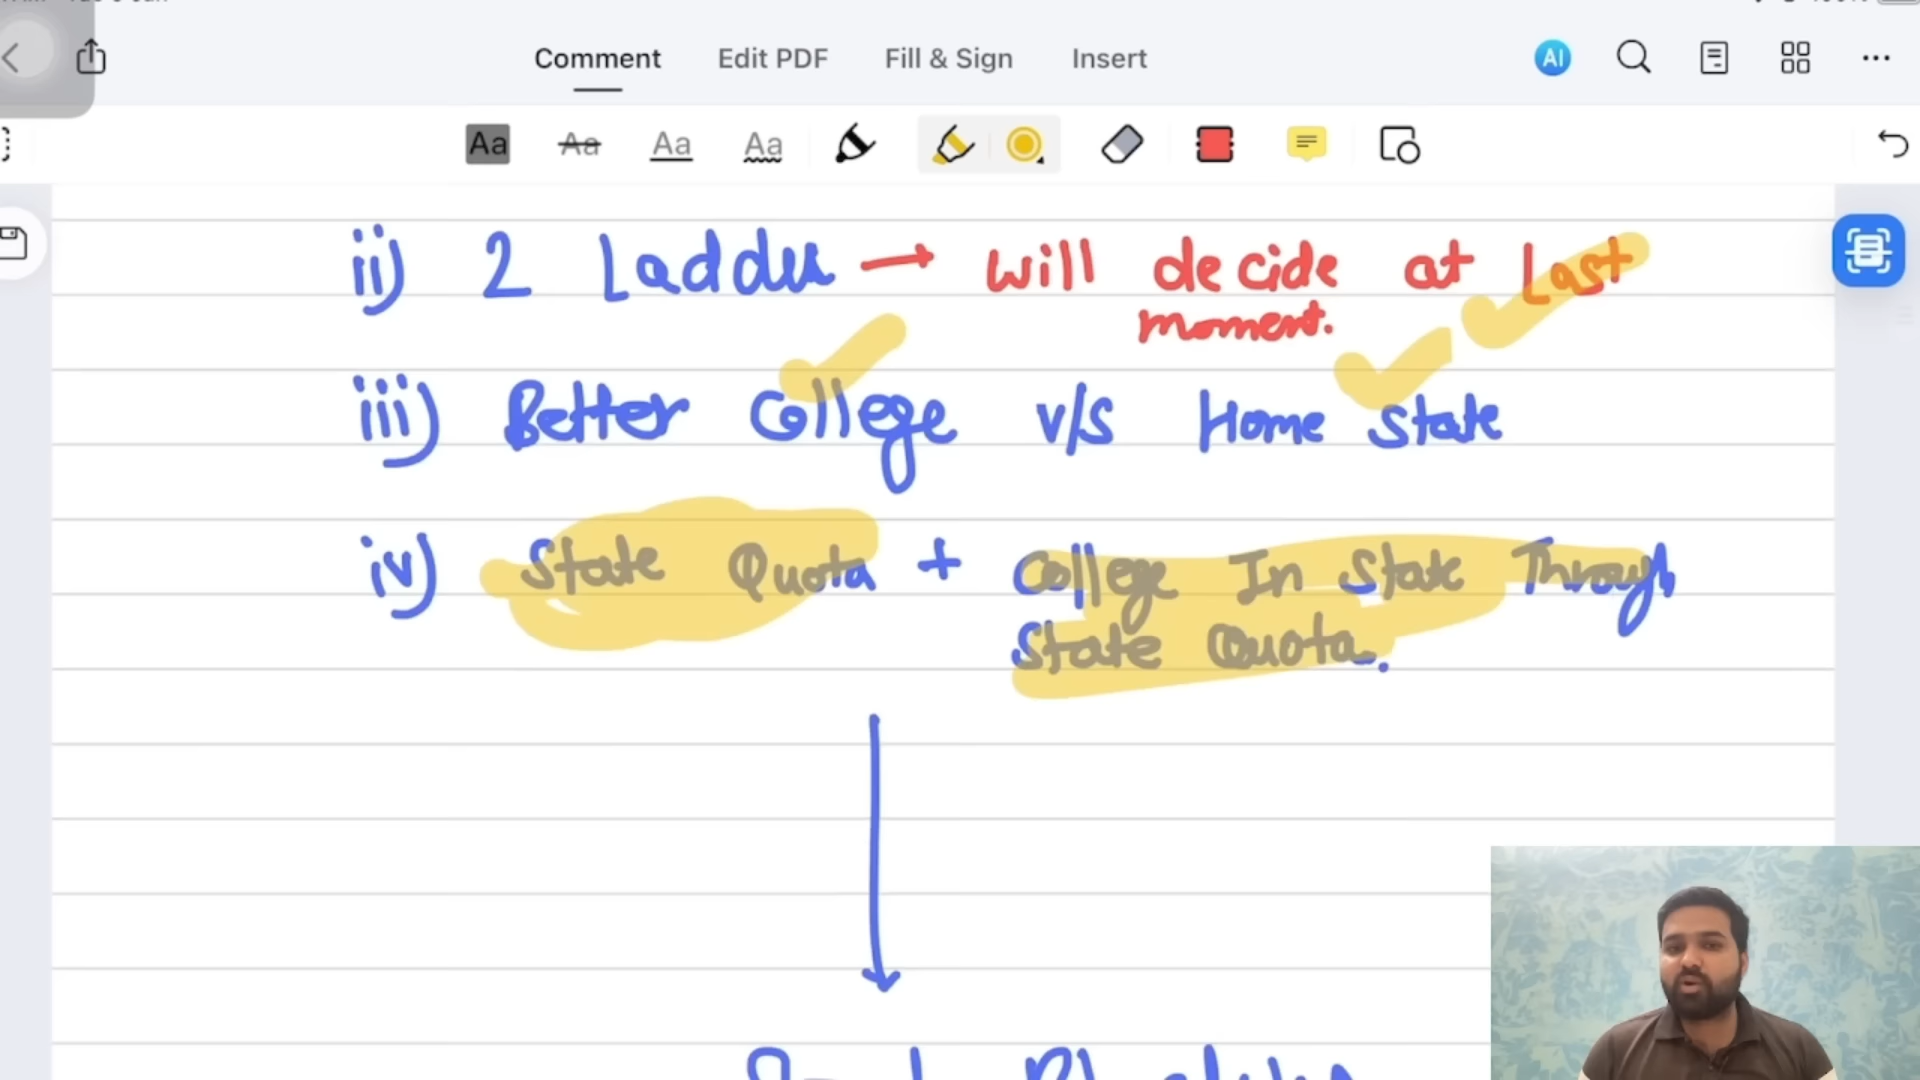 Comment Edit PDF Fill & Sign Insert AI
Aa Aa Aa Aa
ii) 2 Laddu → will decide at Last
moment.
iii) Better College v/s Home State
iv) State Quota + College In State Through
State Quota.